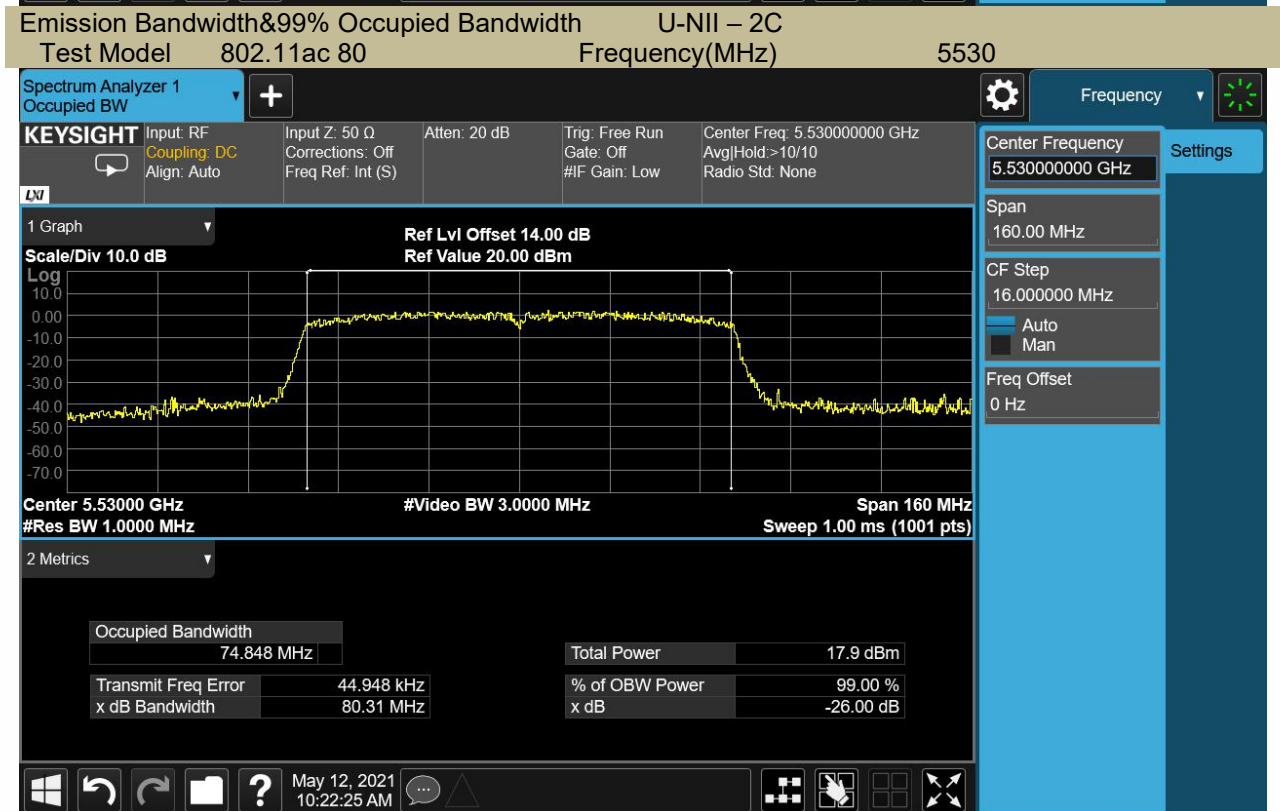 Emission Bandwidth&99% Occupied Bandwidth U-NII – 2C
Test Model 802.11ac 80 Frequency(MHz) 5530
Spectrum Analyzer 1
Occupied BW
+
Frequency
KEYSIGHT Input: RF Input Z: 50 Ω Atten: 20 dB Trig: Free Run Center Freq: 5.530000000 GHz
Coupling: DC Corrections: Off Gate: Off Avg|Hold:>10/10
Align: Auto Freq Ref: Int (S) #IF Gain: Low Radio Std: None
LXI
Center Frequency
5.530000000 GHz
Settings
Span
160.00 MHz
CF Step
16.000000 MHz
Auto
Man
Freq Offset
0 Hz
1 Graph
Ref Lvl Offset 14.00 dB
Scale/Div 10.0 dB Ref Value 20.00 dBm
Log
10.0
0.00
-10.0
-20.0
-30.0
-40.0
-50.0
-60.0
-70.0
Center 5.53000 GHz #Video BW 3.0000 MHz Span 160 MHz
#Res BW 1.0000 MHz Sweep 1.00 ms (1001 pts)
2 Metrics
Occupied Bandwidth
74.848 MHz Total Power 17.9 dBm
Transmit Freq Error 44.948 kHz % of OBW Power 99.00 %
x dB Bandwidth 80.31 MHz x dB -26.00 dB
? May 12, 2021
10:22:25 AM